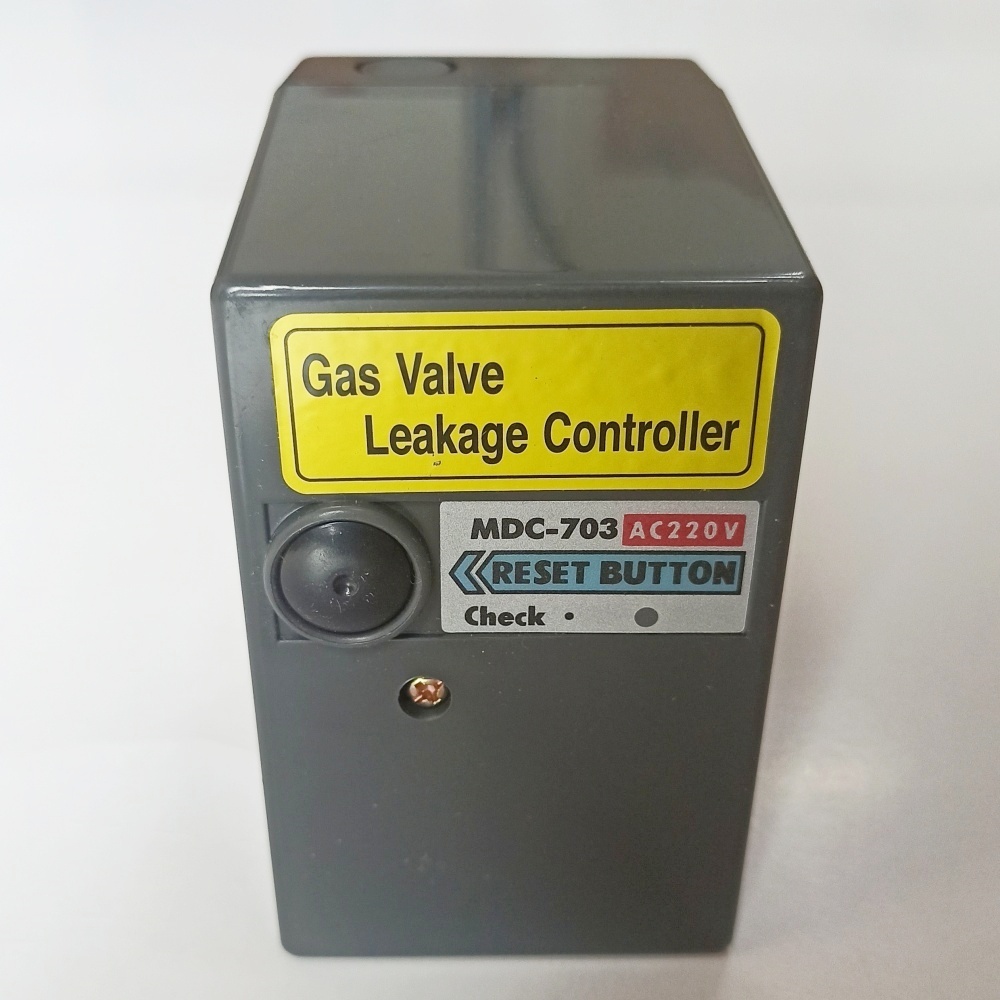 Gas Valve
Leakage Controller
MDC-703 AC220V
RESET BUTTON
Check